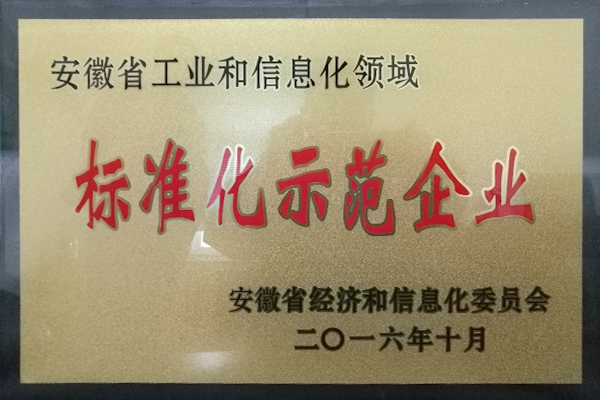 安徽省工业和信息化领域
标准化示范企业
安徽省经济和信息化委员会
二〇一六年十月